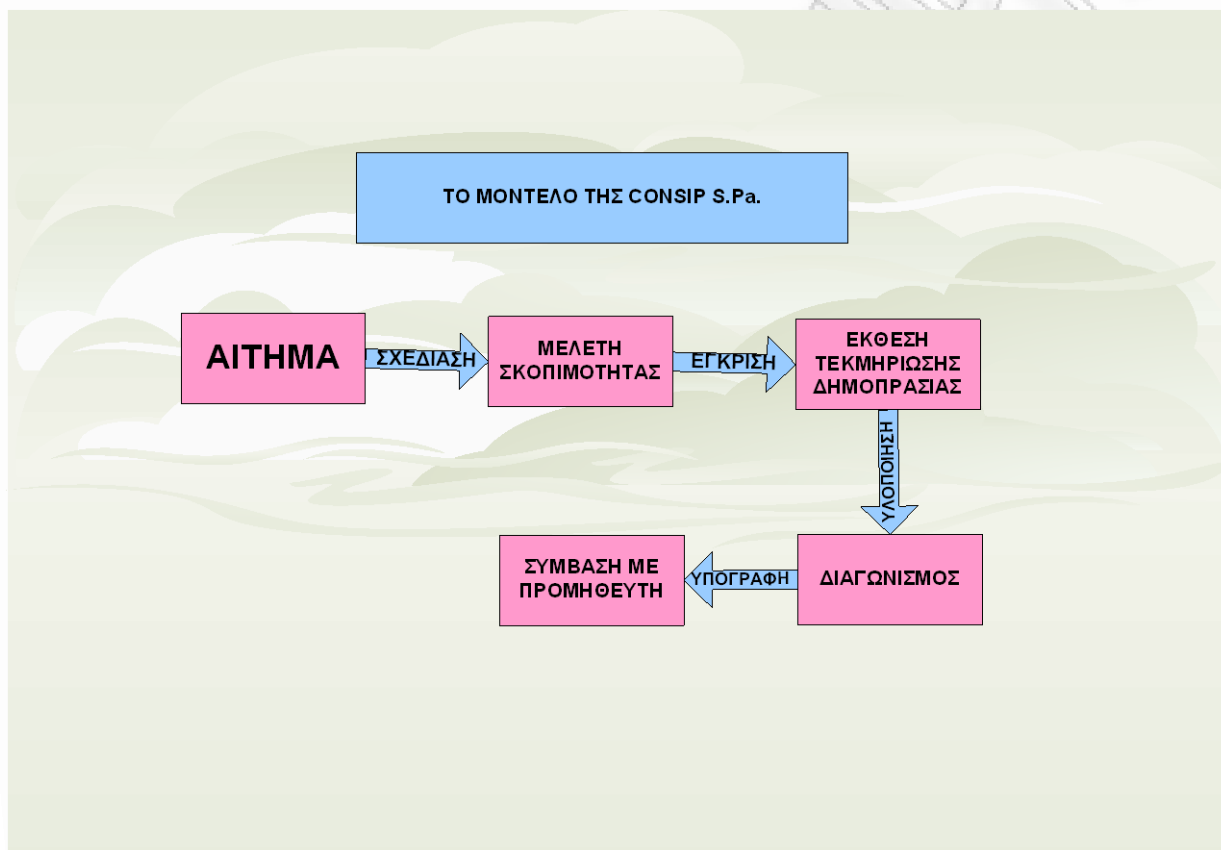 ΤΟ ΜΟΝΤΕΛΟ ΤΗΣ CONSIP S.Pa.
ΑΙΤΗΜΑ
ΣΧΕΔΙΑΣΗ
ΜΕΛΕΤΗ
ΣΚΟΠΙΜΟΤΗΤΑΣ
ΕΓΚΡΙΣΗ
ΕΚΘΕΣΗ
ΤΕΚΜΗΡΙΩΣΗΣ
ΔΗΜΟΠΡΑΣΙΑΣ
ΥΛΟΠΟΙΗΣΗ
ΔΙΑΓΩΝΙΣΜΟΣ
ΥΠΟΓΡΑΦΗ
ΣΥΜΒΑΣΗ ΜΕ
ΠΡΟΜΗΘΕΥΤΗ